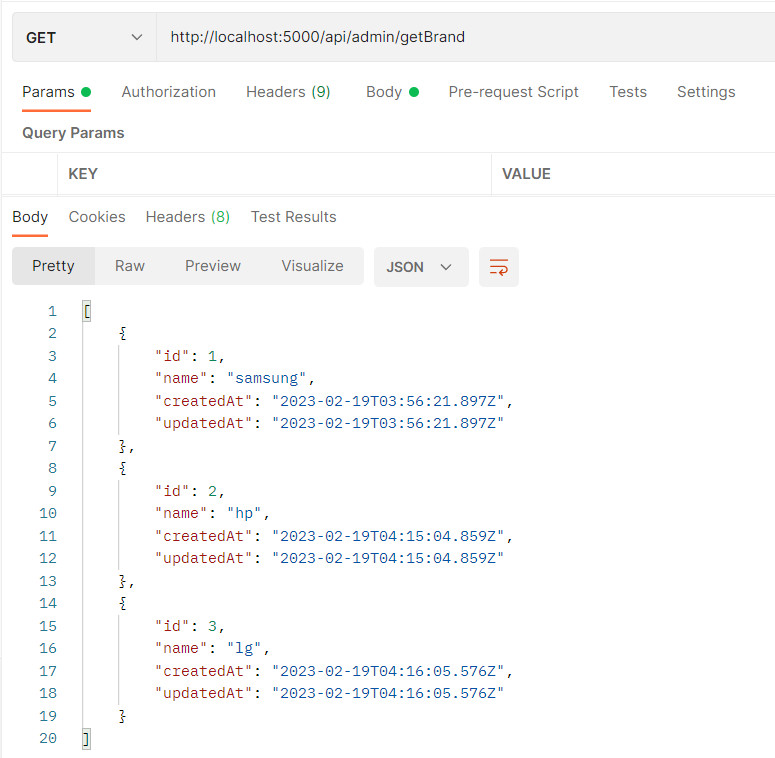 GET http://localhost:5000/api/admin/getBrand
Params Authorization Headers (9) Body Pre-request Script Tests Settings
Query Params
KEY VALUE
Body Cookies Headers (8) Test Results
Pretty Raw Preview Visualize JSON
1 [
2 {
3 "id": 1,
4 "name": "samsung",
5 "createdAt": "2023-02-19T03:56:21.897Z",
6 "updatedAt": "2023-02-19T03:56:21.897Z"
7 },
8 {
9 "id": 2,
10 "name": "hp",
11 "createdAt": "2023-02-19T04:15:04.859Z",
12 "updatedAt": "2023-02-19T04:15:04.859Z"
13 },
14 {
15 "id": 3,
16 "name": "lg",
17 "createdAt": "2023-02-19T04:16:05.576Z",
18 "updatedAt": "2023-02-19T04:16:05.576Z"
19 }
20 ]